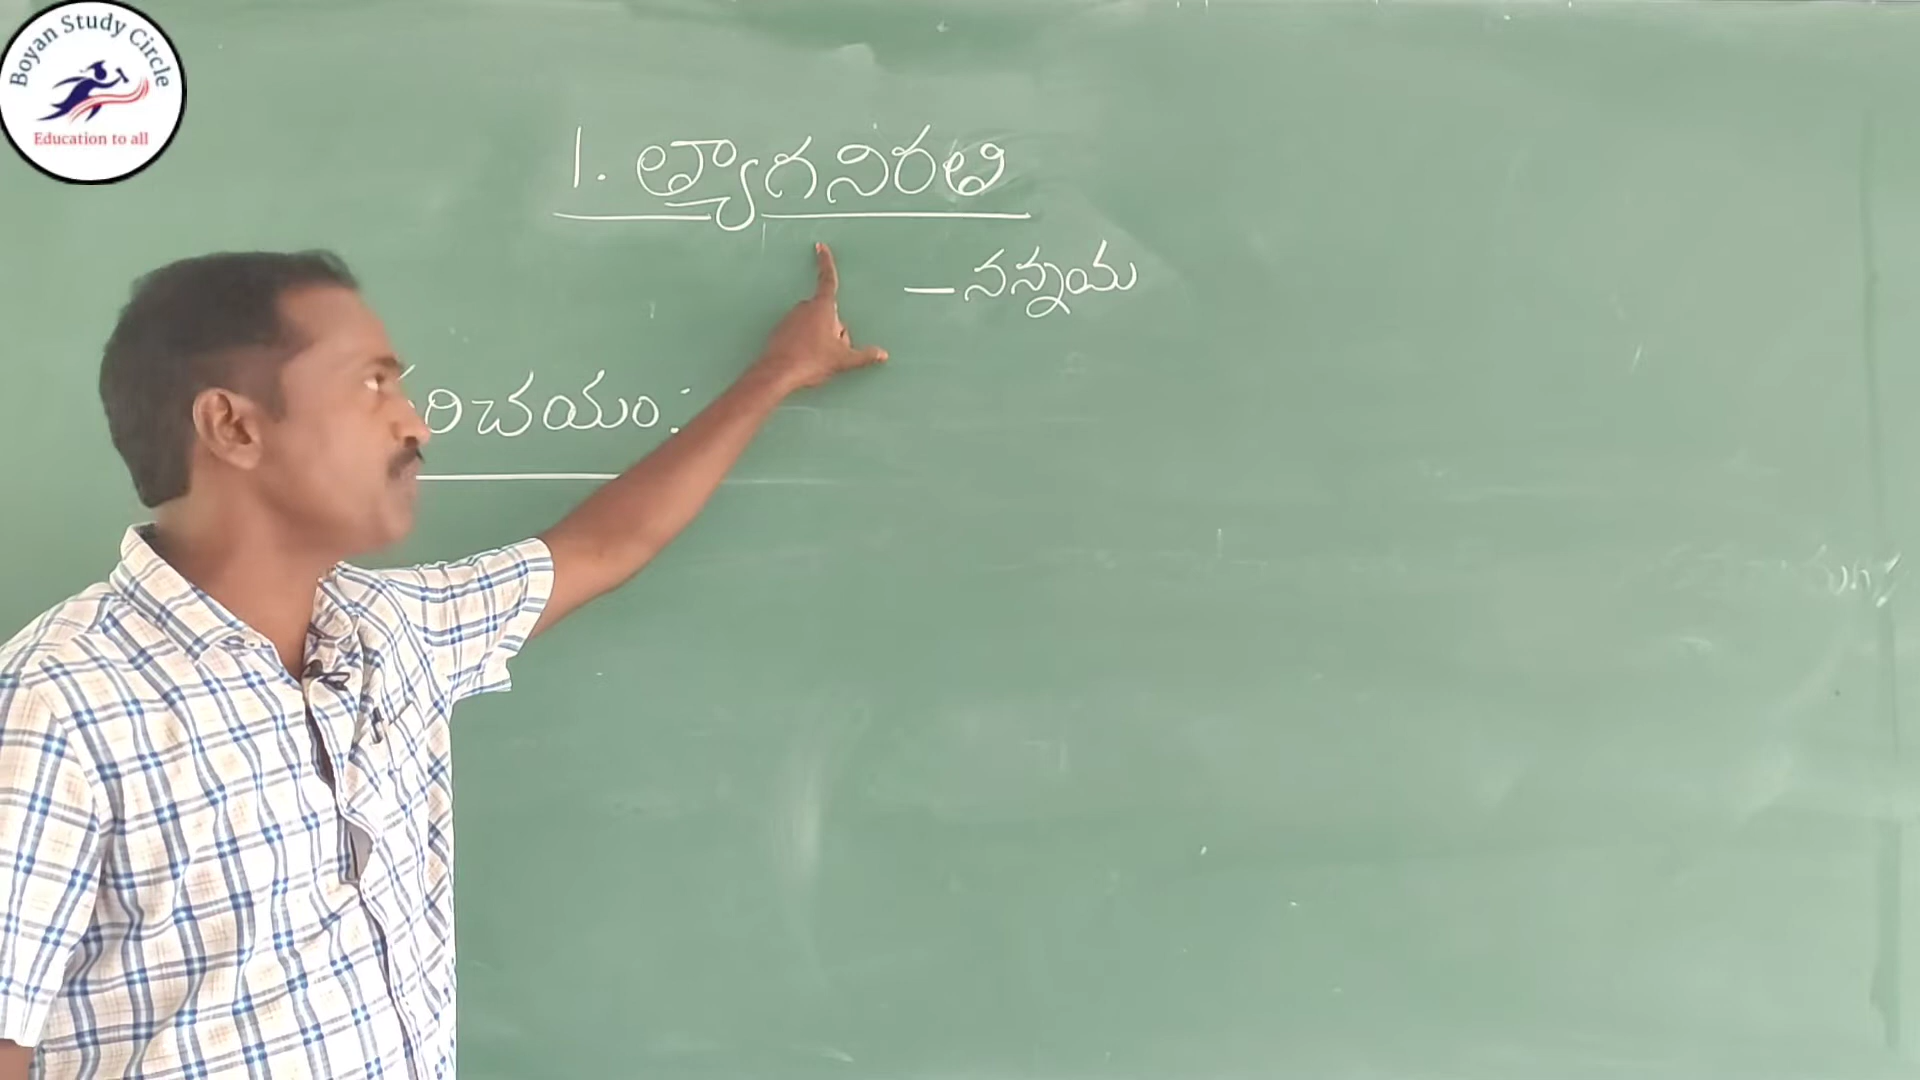 Boyan Study Circle
Education to all
1. త్యాగనిరతి
– నన్నయ
రిచయం: